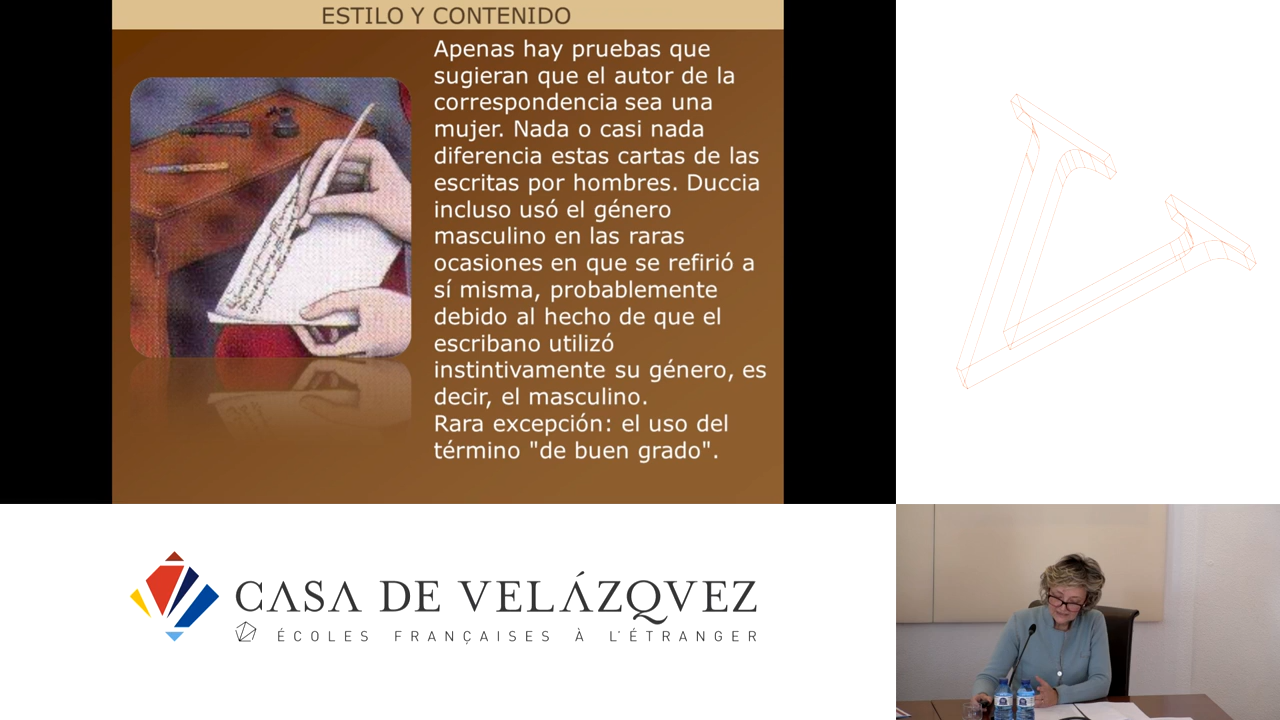 ESTILO Y CONTENIDO
Apenas hay pruebas que
sugieran que el autor de la
correspondencia sea una
mujer. Nada o casi nada
diferencia estas cartas de las
escritas por hombres. Duccia
incluso usó el género
masculino en las raras
ocasiones en que se refirió a
sí misma, probablemente
debido al hecho de que el
escribano utilizó
instintivamente su género, es
decir, el masculino.
Rara excepción: el uso del
término "de buen grado".
CASA DE VELÁZQVEZ
ÉCOLES FRANÇAISES À L'ÉTRANGER